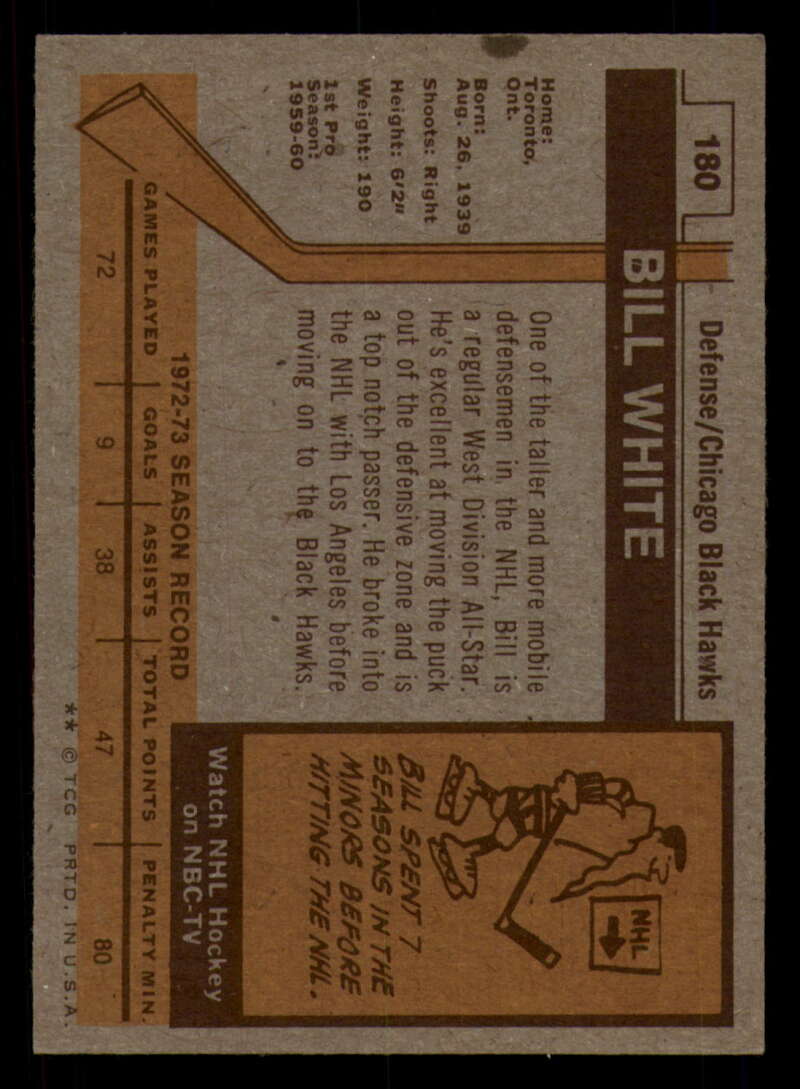 180
Defense/Chicago Black Hawks
BILL WHITE
Home:
Toronto,
Ont.
Born:
Aug. 26, 1939
Shoots: Right
Height: 6'2"
Weight: 190
1st Pro
Season:
1959-60
One of the taller and more mobile
defensemen in the NHL, Bill is
a regular West Division All-Star.
He's excellent at moving the puck
out of the defensive zone and is
a top notch passer. He broke into
the NHL with Los Angeles before
moving on to the Black Hawks.
NHL
BILL SPENT 7
SEASONS IN THE
MINORS BEFORE
HITTING THE NHL.
Watch NHL Hockey
on NBC-TV
1972-73 SEASON RECORD
GAMES PLAYED GOALS ASSISTS TOTAL POINTS PENALTY MIN.
72 9 38 47 80
** © TCG PRTD. IN U.S.A.